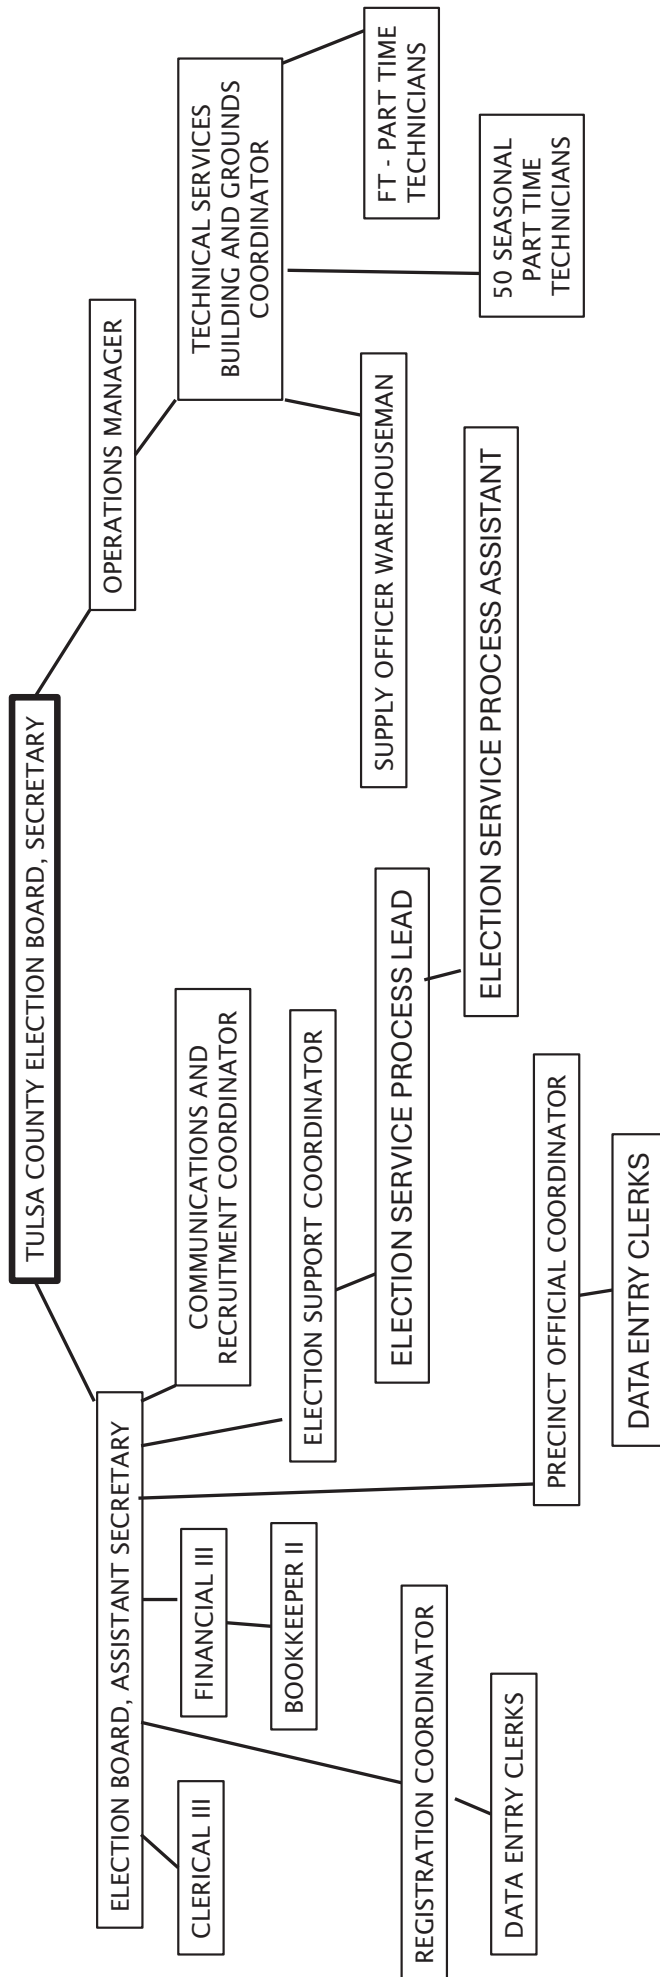 TULSA COUNTY ELECTION BOARD, SECRETARY
ELECTION BOARD, ASSISTANT SECRETARY
OPERATIONS MANAGER
CLERICAL III
FINANCIAL III
COMMUNICATIONS AND
RECRUITMENT COORDINATOR
TECHNICAL SERVICES
BUILDING AND GROUNDS
COORDINATOR
BOOKKEEPER II
ELECTION SUPPORT COORDINATOR
REGISTRATION COORDINATOR
ELECTION SERVICE PROCESS LEAD
SUPPLY OFFICER WAREHOUSEMAN
FT - PART TIME
TECHNICIANS
DATA ENTRY CLERKS
ELECTION SERVICE PROCESS ASSISTANT
50 SEASONAL
PART TIME
TECHNICIANS
PRECINCT OFFICIAL COORDINATOR
DATA ENTRY CLERKS